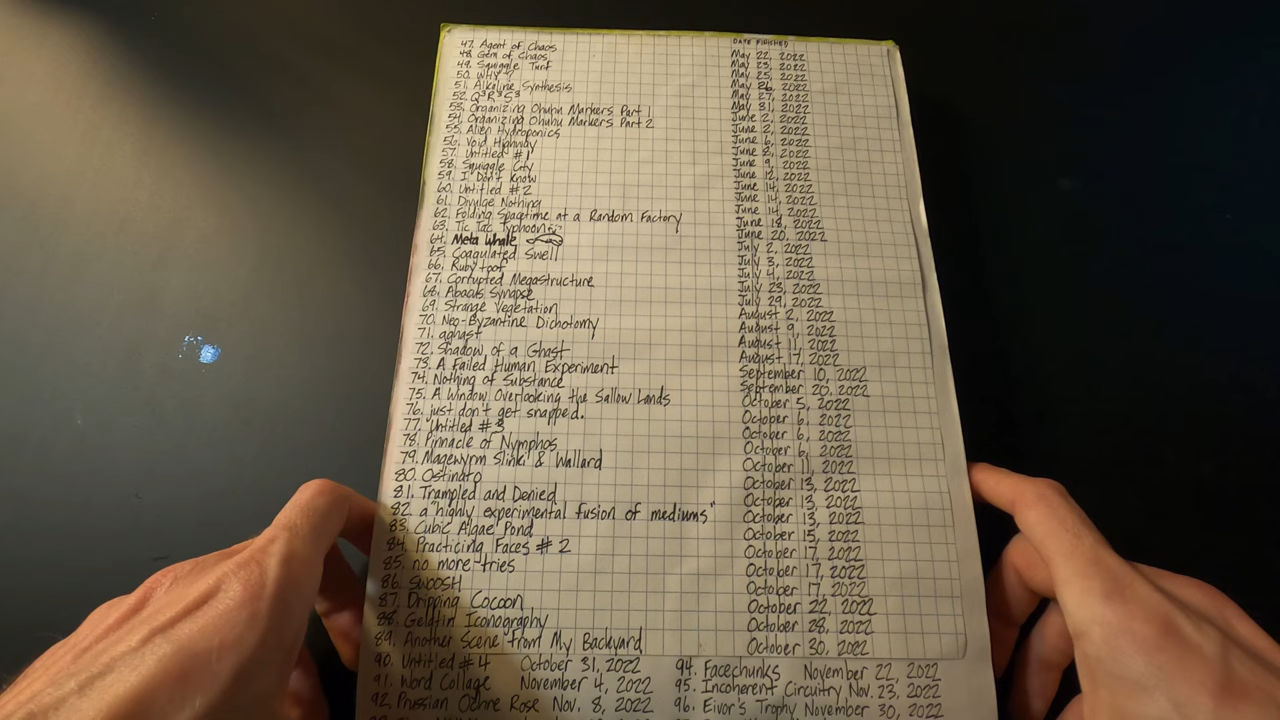 DATE FINISHED
47. Agent of Chaos May 22, 2022
48. Gem of Chaos May 23, 2022
49. Squiggle Turf May 25, 2022
50. WHY? May 26, 2022
51. Alkaline Synthesis May 27, 2022
52. Q³R³S³ May 31, 2022
53. Organizing Ohuhu Markers Part 1 June 2, 2022
54. Organizing Ohuhu Markers Part 2 June 2, 2022
55. Alien Hydroponics June 6, 2022
56. Void Highway June 8, 2022
57. Untitled #1 June 9, 2022
58. Squiggle City June 12, 2022
59. I Don't Know June 14, 2022
60. Untitled #2 June 14, 2022
61. Divulge Nothing June 14, 2022
62. Folding Spacetime at a Random Factory June 18, 2022
63. Tic Tac Typhoon June 20, 2022
64. Meta Whale July 2, 2022
65. Coagulated Swell July 3, 2022
66. Ruby +oof July 4, 2022
67. Corrupted Megastructure July 23, 2022
68. Abacus Synapse July 29, 2022
69. Strange Vegetation August 2, 2022
70. Neo-Byzantine Dichotomy August 9, 2022
71. aghast August 11, 2022
72. Shadow of a Ghast August 17, 2022
73. A Failed Human Experiment September 10, 2022
74. Nothing of Substance September 20, 2022
75. A Window Overlooking the Sallow Lands October 5, 2022
76. just don't get snapped. October 6, 2022
77. Untitled #3 October 6, 2022
78. Pinnacle of Nymphos October 6, 2022
79. Magewyrm Slinki & Wallard October 11, 2022
80. Ostinato October 13, 2022
81. Trampled and Denied October 13, 2022
82. a "highly experimental fusion of mediums" October 13, 2022
83. Cubic Algae Pond October 15, 2022
84. Practicing Faces #2 October 17, 2022
85. no more tries October 17, 2022
86. SWOOSH October 17, 2022
87. Dripping Cocoon October 22, 2022
88. Gelatin Iconography October 28, 2022
89. Another Scene from My Backyard October 30, 2022
90. Untitled #4 October 31, 2022 94. Facechunks November 22, 2022
91. Word Collage November 4, 2022 95. Incoherent Circuitry Nov. 23, 2022
92. Prussian Ochre Rose Nov. 8, 2022 96. Eivor's Trophy November 30, 2022